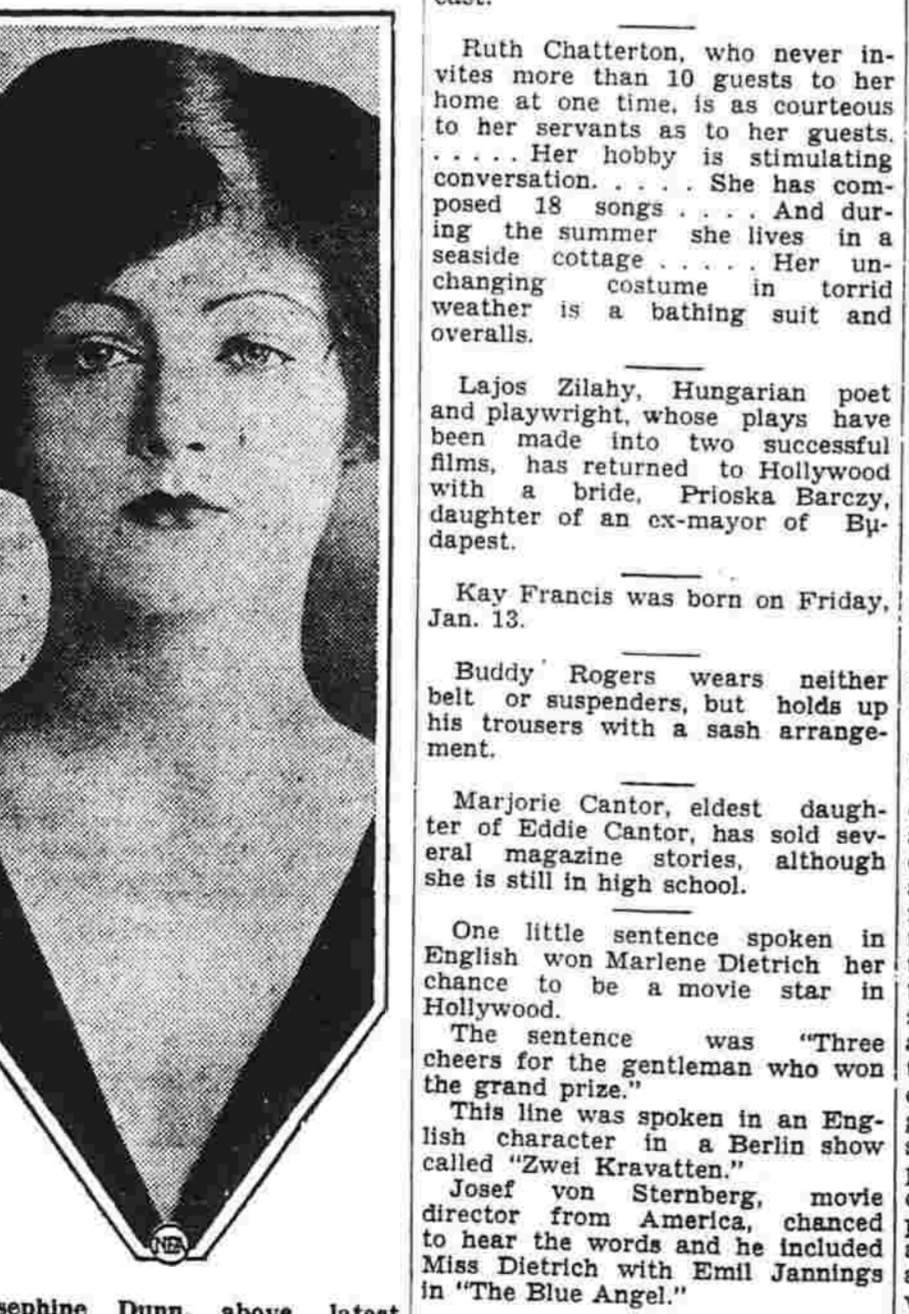 cast.
Ruth Chatterton, who never in-
vites more than 10 guests to her
home at one time, is as courteous
to her servants as to her guests.
. . . . . Her hobby is stimulating
conversation. . . . . She has com-
posed 18 songs . . . . And dur-
ing the summer she lives in a
seaside cottage . . . . . Her un-
changing costume in torrid
weather is a bathing suit and
overalls.
Lajos Zilahy, Hungarian poet
and playwright, whose plays have
been made into two successful
films, has returned to Hollywood
with a bride, Prioska Barczy,
daughter of an ex-mayor of Bµ-
dapest.
Kay Francis was born on Friday,
Jan. 13.
Buddy Rogers wears neither
belt or suspenders, but holds up
his trousers with a sash arrange-
ment.
Marjorie Cantor, eldest daugh-
ter of Eddie Cantor, has sold sev-
eral magazine stories, although
she is still in high school.
One little sentence spoken in
English won Marlene Dietrich her
chance to be a movie star in
Hollywood.
The sentence was “Three
cheers for the gentleman who won
the grand prize.”
This line was spoken in an Eng-
lish character in a Berlin show
called “Zwei Kravatten.”
Josef von Sternberg, movie
director from America, chanced
to hear the words and he included
Miss Dietrich with Emil Jannings
in “The Blue Angel.”
NEA
sephine Dunn, above, latest